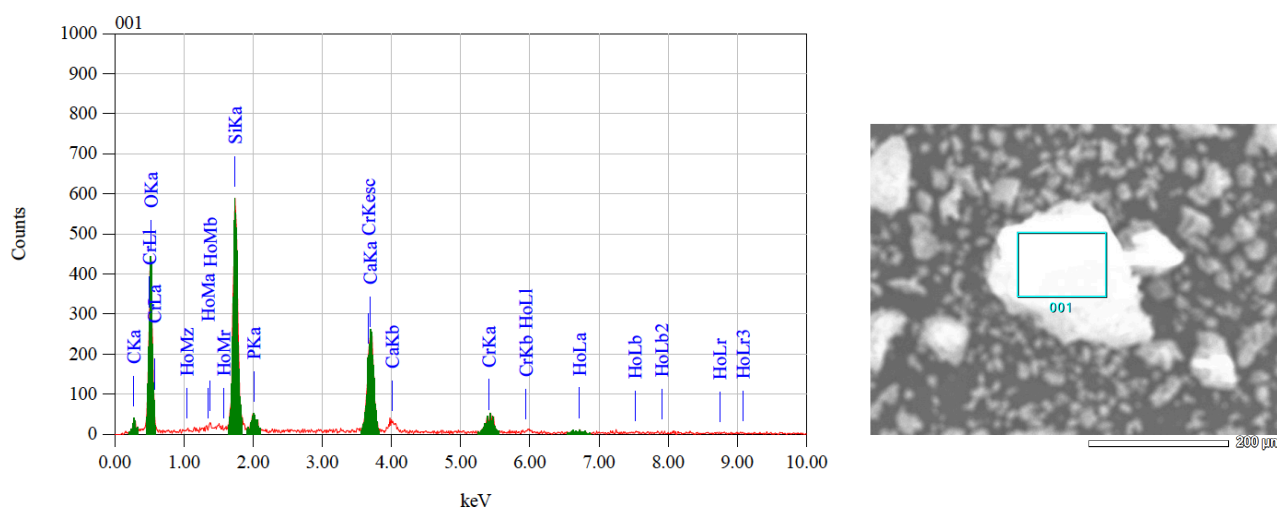 001
1000
900
800
700
600
500
400
300
200
100
0
Counts
CKa
CrLl
OKa
CrLa
HoMz
HoMa HoMb
HoMr
SiKa
PKa
CaKa CrKesc
CaKb
CrKa
CrKb HoLl
HoLa
HoLb
HoLb2
HoLr
HoLr3
0.00 1.00 2.00 3.00 4.00 5.00 6.00 7.00 8.00 9.00 10.00
keV
001
200 µm